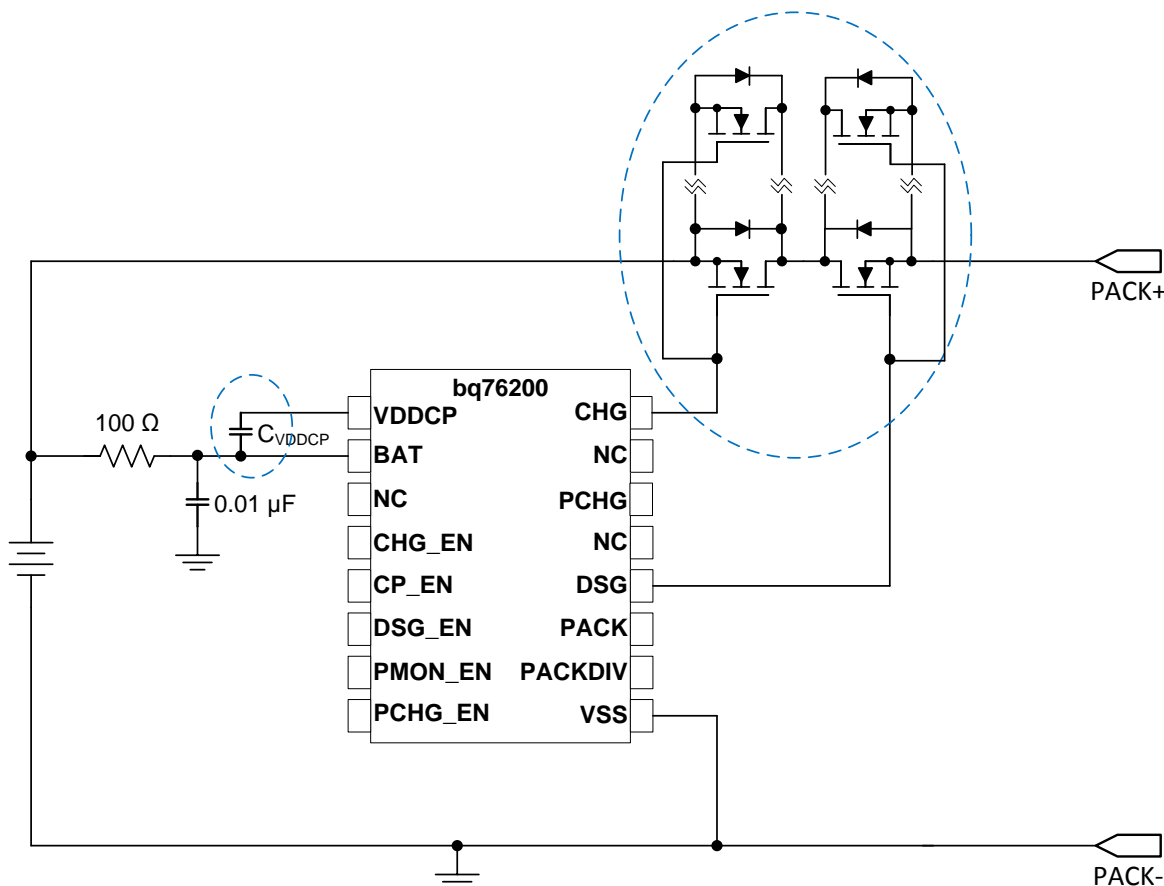 PACK+
bq76200
VDDCP
CHG
100 Ω
CVDDCP
BAT
NC
NC
PCHG
0.01 µF
CHG_EN
NC
CP_EN
DSG
DSG_EN
PACK
PMON_EN
PACKDIV
PCHG_EN
VSS
PACK-